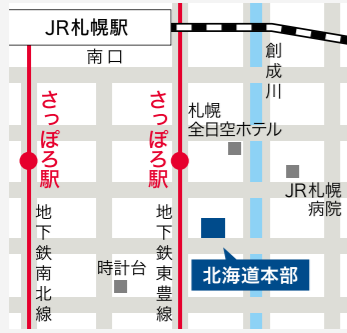 JR札幌駅
南口
創成川
札幌
全日空ホテル
さっぽろ駅
さっぽろ駅
JR札幌
病院
地下鉄南北線
地下鉄東豊線
時計台
北海道本部